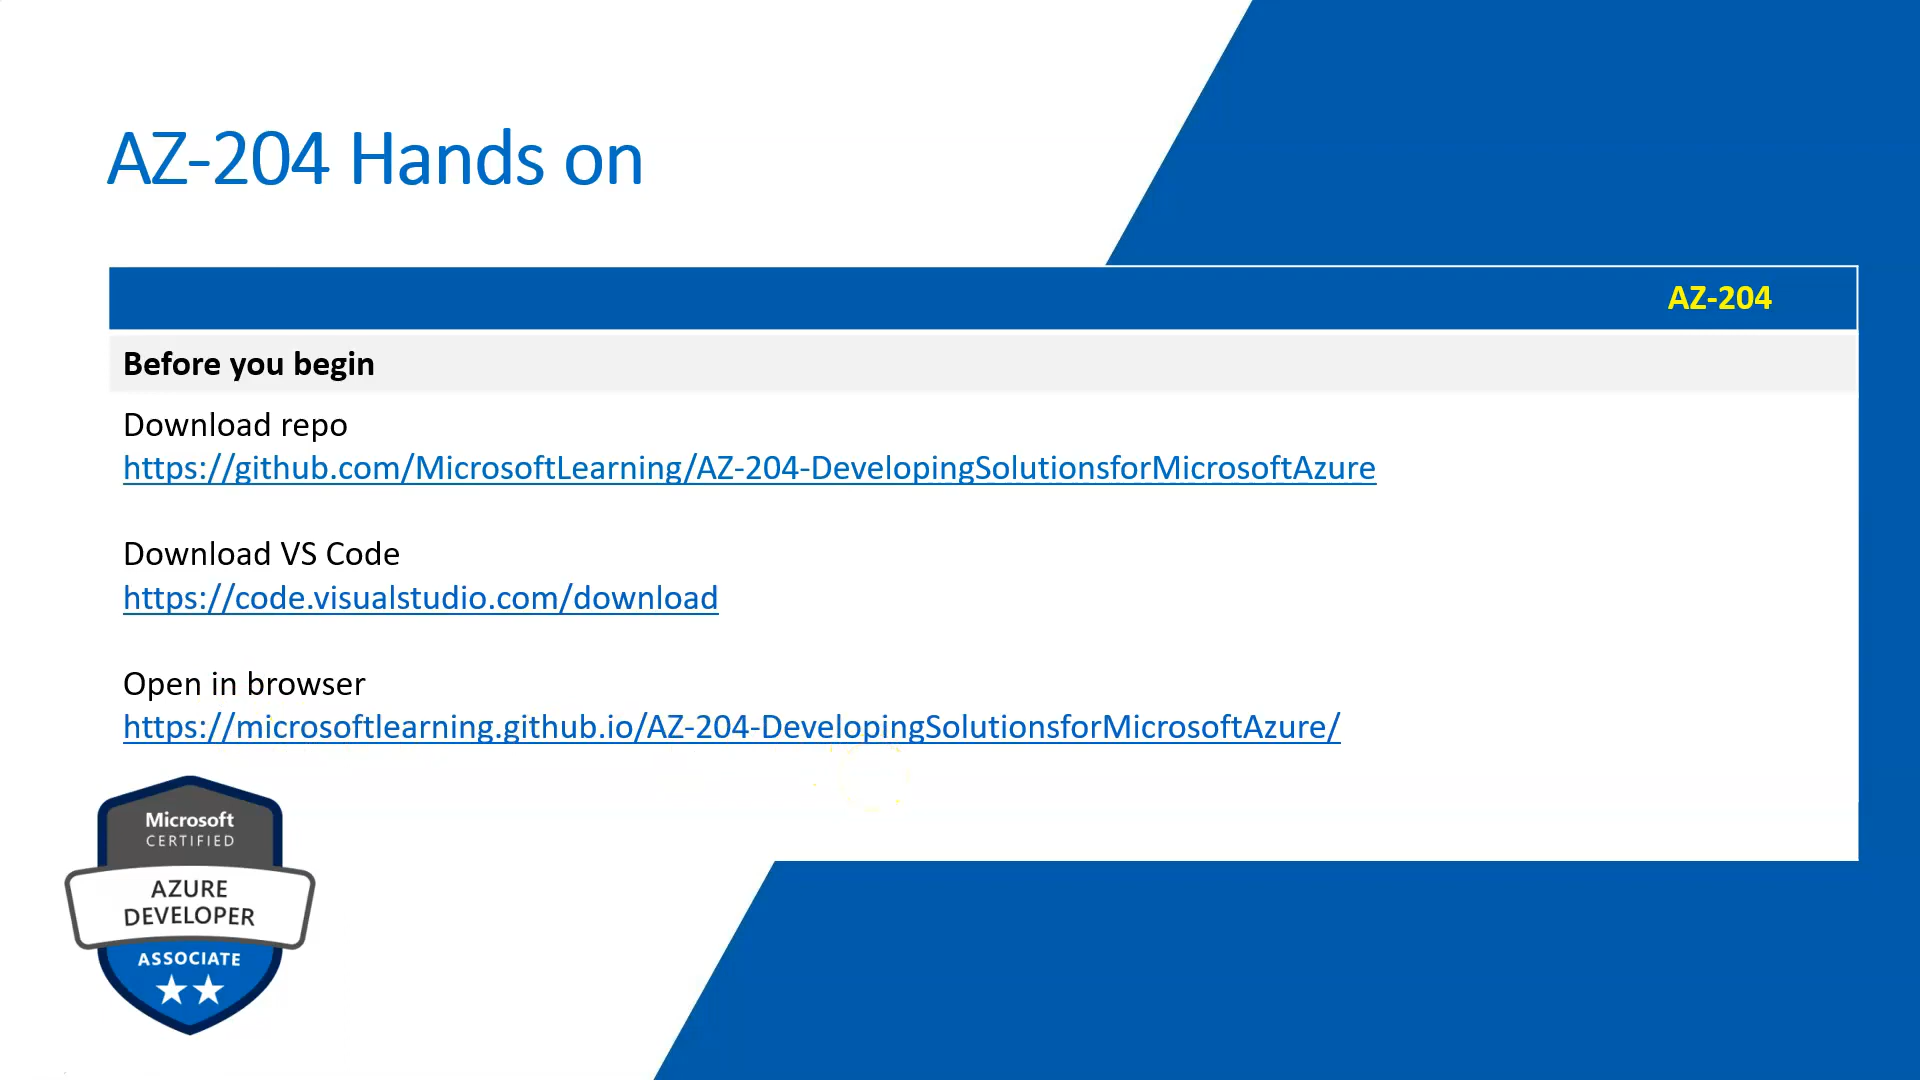 AZ-204 Hands on
AZ-204
Before you begin
Download repo
https://github.com/MicrosoftLearning/AZ-204-DevelopingSolutionsforMicrosoftAzure
Download VS Code
https://code.visualstudio.com/download
Open in browser
https://microsoftlearning.github.io/AZ-204-DevelopingSolutionsforMicrosoftAzure/
Microsoft
CERTIFIED
AZURE
DEVELOPER
ASSOCIATE